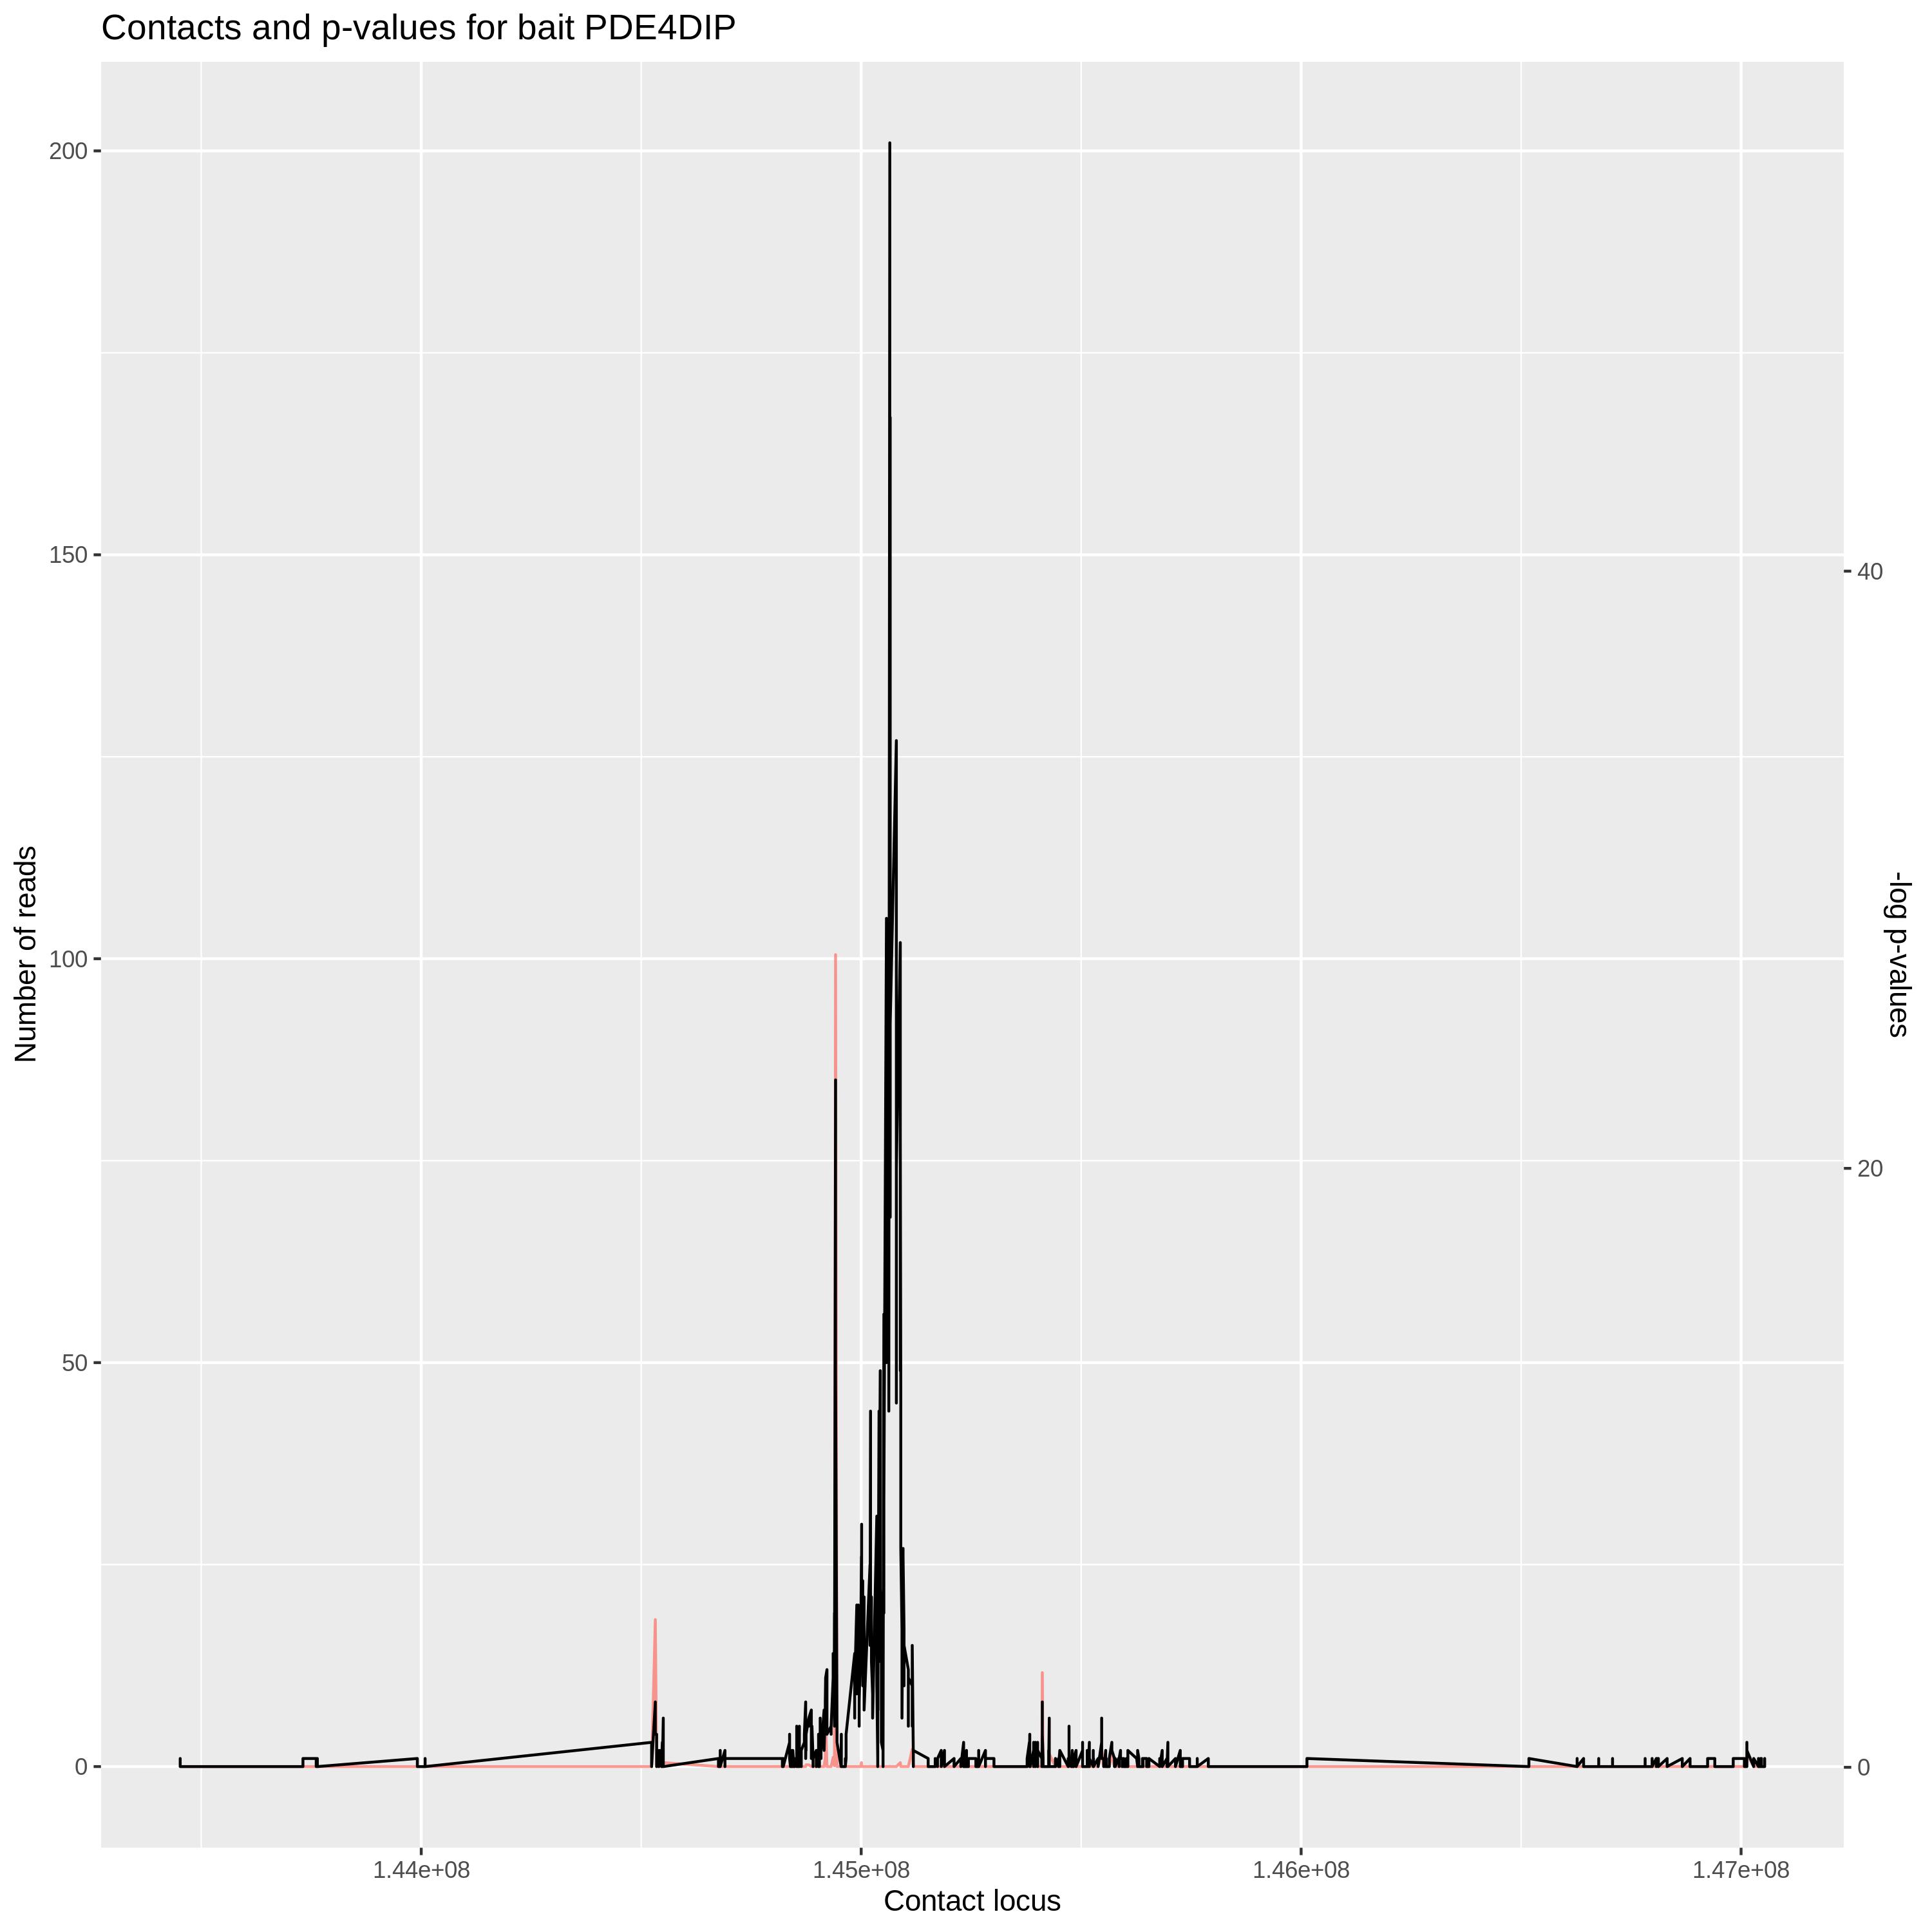 Contacts and p-values for bait PDE4DIP
200
150
100
50
0
Number of reads
40
20
0
-log p-values
1.44e+08
1.45e+08
1.46e+08
1.47e+08
Contact locus